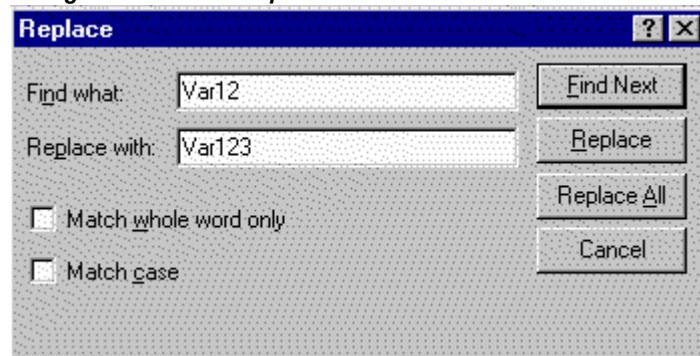 Replace
Find what: Var12
Find Next
Replace with: Var123
Replace
Replace All
Match whole word only
Cancel
Match case